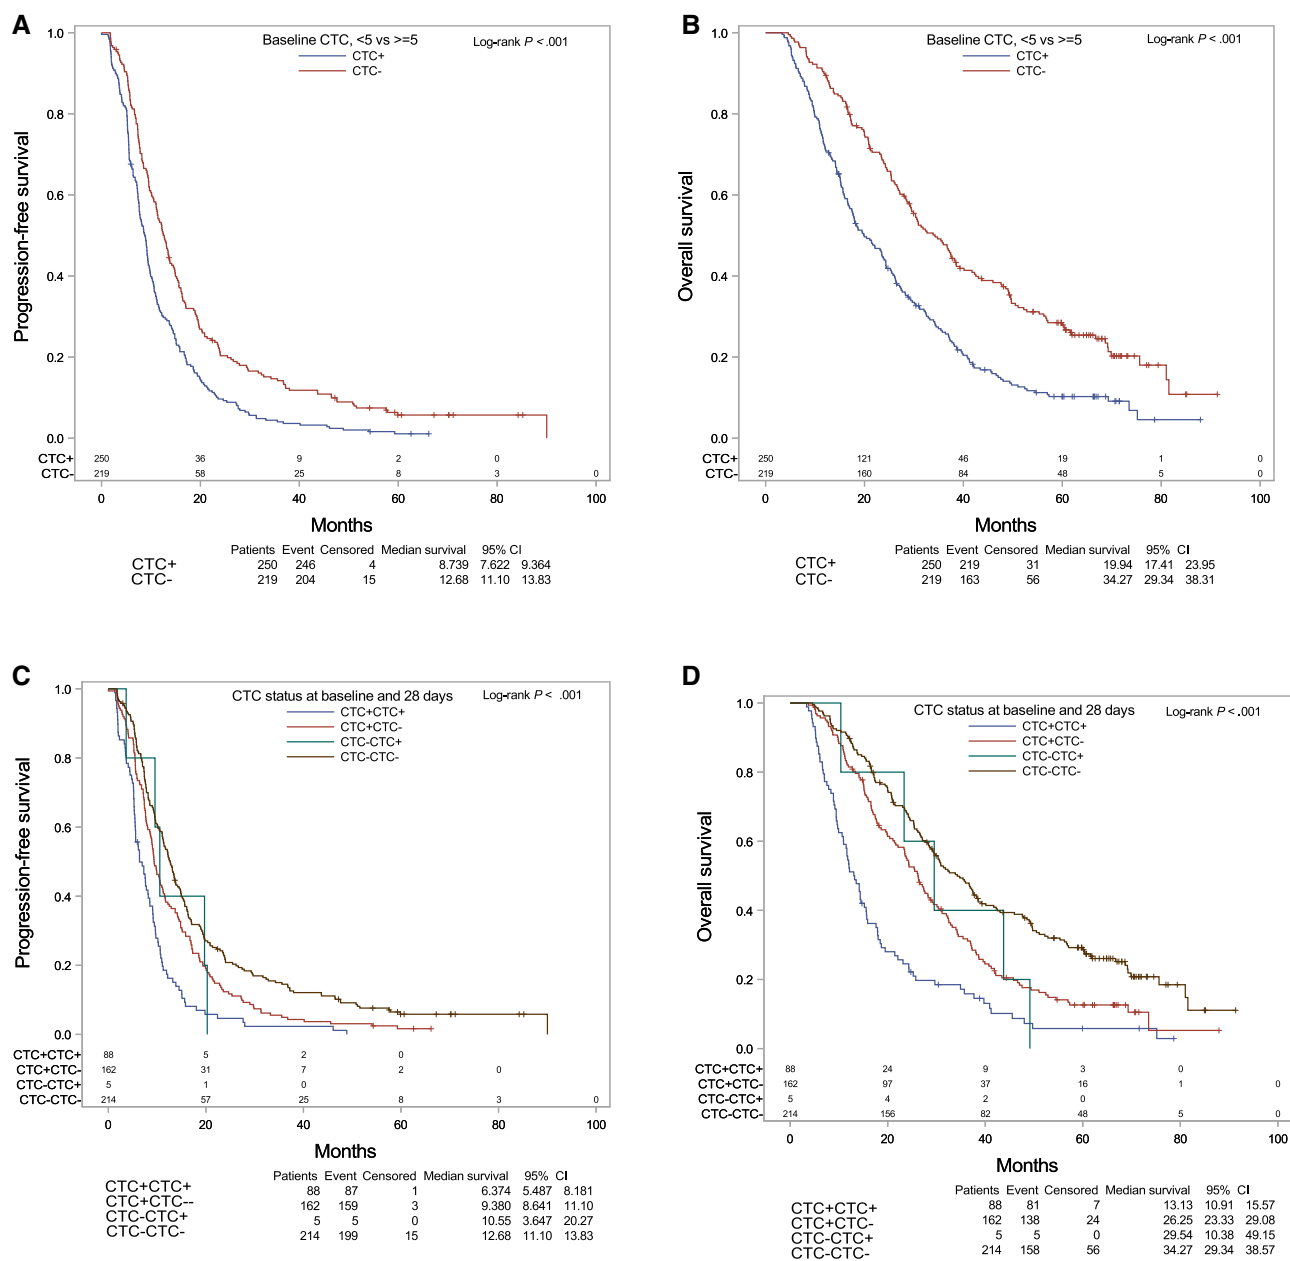 A
Baseline CTC, <5 vs >=5
Log-rank P < .001
CTC+
CTC-
Progression-free survival
1.0
0.8
0.6
0.4
0.2
0.0
CTC+ 250 36 9 2 0
CTC- 219 58 25 8 3 0
0 20 40 60 80 100
Months
Patients Event Censored Median survival 95% CI
CTC+ 250 246 4 8.739 7.622 9.364
CTC- 219 204 15 12.68 11.10 13.83
B
Baseline CTC, <5 vs >=5
Log-rank P < .001
CTC+
CTC-
Overall survival
1.0
0.8
0.6
0.4
0.2
0.0
CTC+ 250 121 46 19 1 0
CTC- 219 160 84 48 5 0
0 20 40 60 80 100
Months
Patients Event Censored Median survival 95% CI
CTC+ 250 219 31 19.94 17.41 23.95
CTC- 219 163 56 34.27 29.34 38.31
C
CTC status at baseline and 28 days
Log-rank P < .001
CTC+CTC+
CTC+CTC-
CTC-CTC+
CTC-CTC-
Progression-free survival
1.0
0.8
0.6
0.4
0.2
0.0
CTC+CTC+ 88 5 2 0
CTC+CTC- 162 31 7 2 0
CTC-CTC+ 5 1 0
CTC-CTC- 214 57 25 8 3 0
0 20 40 60 80 100
Months
Patients Event Censored Median survival 95% CI
CTC+CTC+ 88 87 1 6.374 5.487 8.181
CTC+CTC-- 162 159 3 9.380 8.641 11.10
CTC-CTC+ 5 5 0 10.55 3.647 20.27
CTC-CTC- 214 199 15 12.68 11.10 13.83
D
CTC status at baseline and 28 days
Log-rank P < .001
CTC+CTC+
CTC+CTC-
CTC-CTC+
CTC-CTC-
Overall survival
1.0
0.8
0.6
0.4
0.2
0.0
CTC+CTC+ 88 24 9 3 0
CTC+CTC- 162 97 37 16 1 0
CTC-CTC+ 5 4 2 0
CTC-CTC- 214 156 82 48 5 0
0 20 40 60 80 100
Months
Patients Event Censored Median survival 95% CI
CTC+CTC+ 88 81 7 13.13 10.91 15.57
CTC+CTC- 162 138 24 26.25 23.33 29.08
CTC-CTC+ 5 5 0 29.54 10.38 49.15
CTC-CTC- 214 158 56 34.27 29.34 38.57